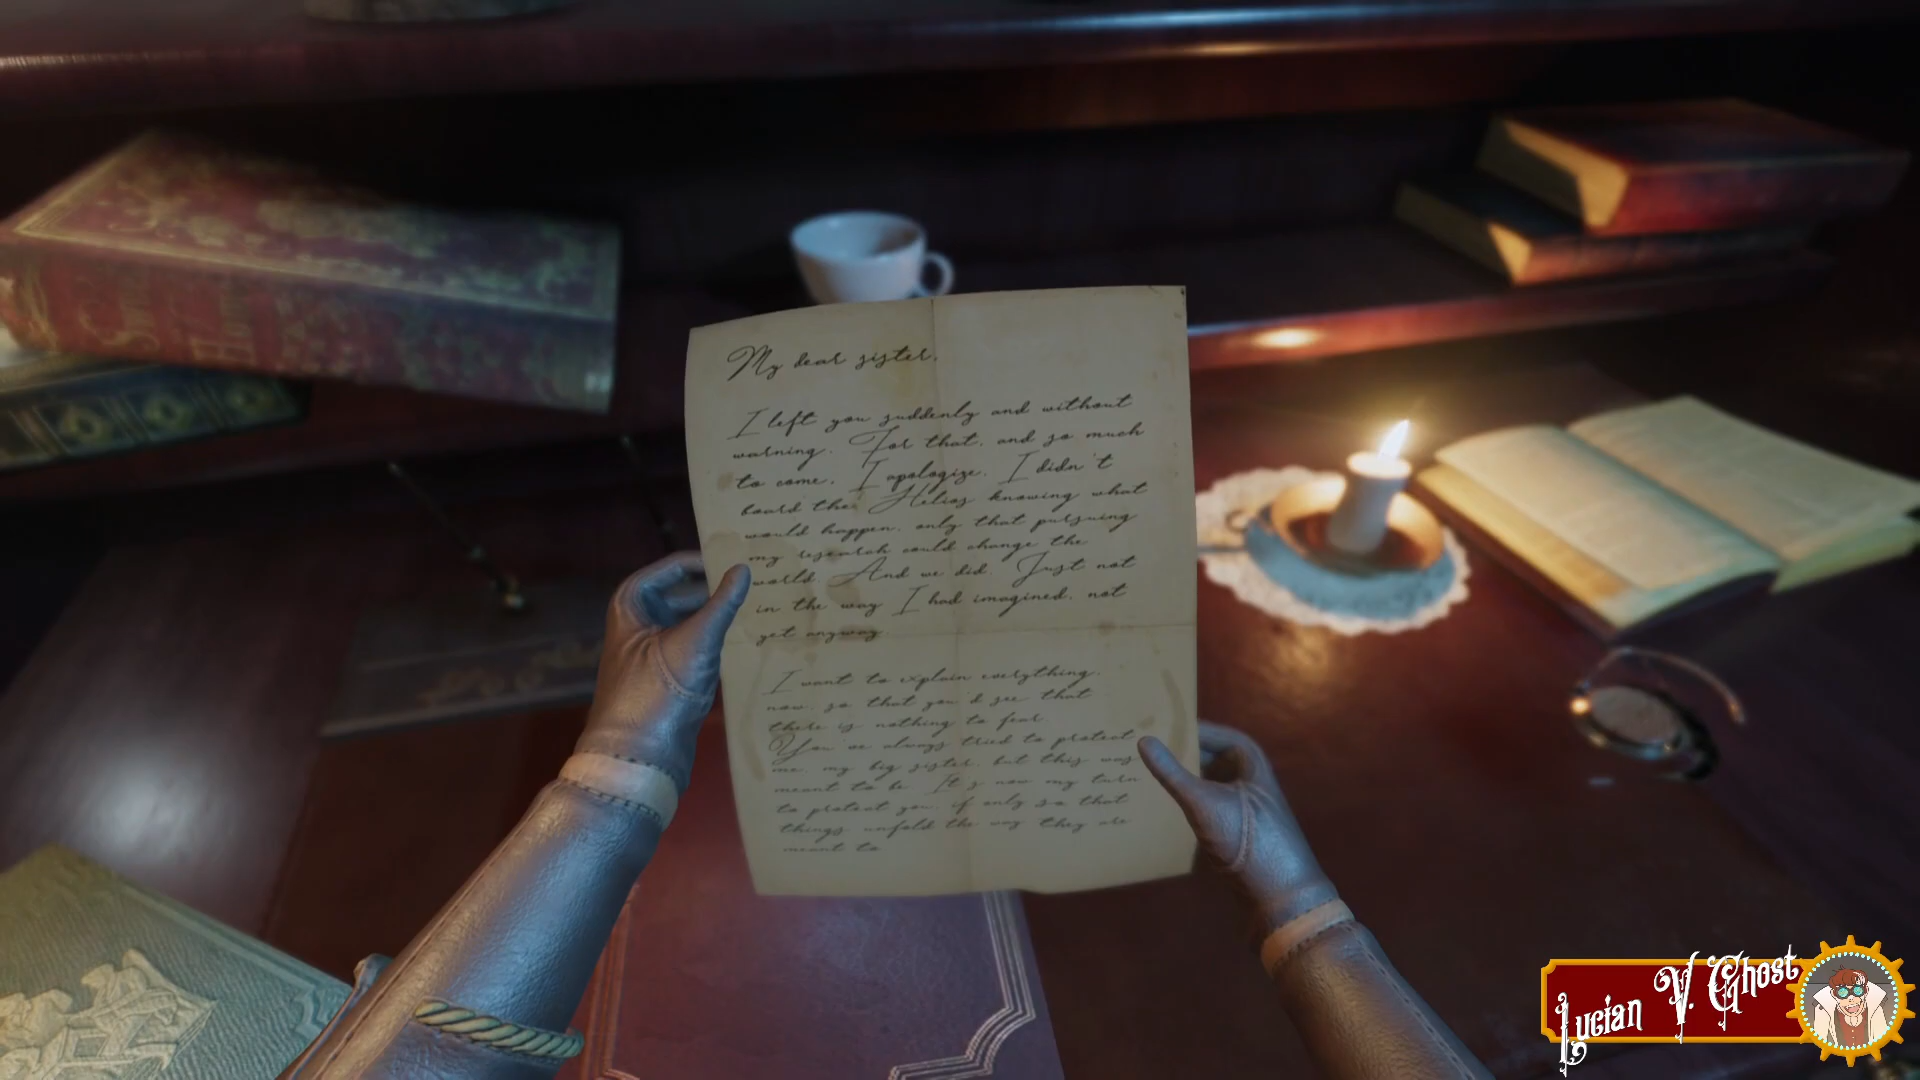 My dear sister,
I left you suddenly and without
warning. For that, and so much
to come, I apologize. I didn't
board the Helios knowing what
would happen, only that pursuing
my research could change the
world. And we did. Just not
in the way I had imagined, not
yet anyway.
I want to explain everything,
now, so that you'd see that
there is nothing to fear.
You've always tried to protect
me, my big sister, but this was
meant to be. It's now my turn
to protect you, if only so that
things unfold the way they are
meant to.
Lucian V. Ghost